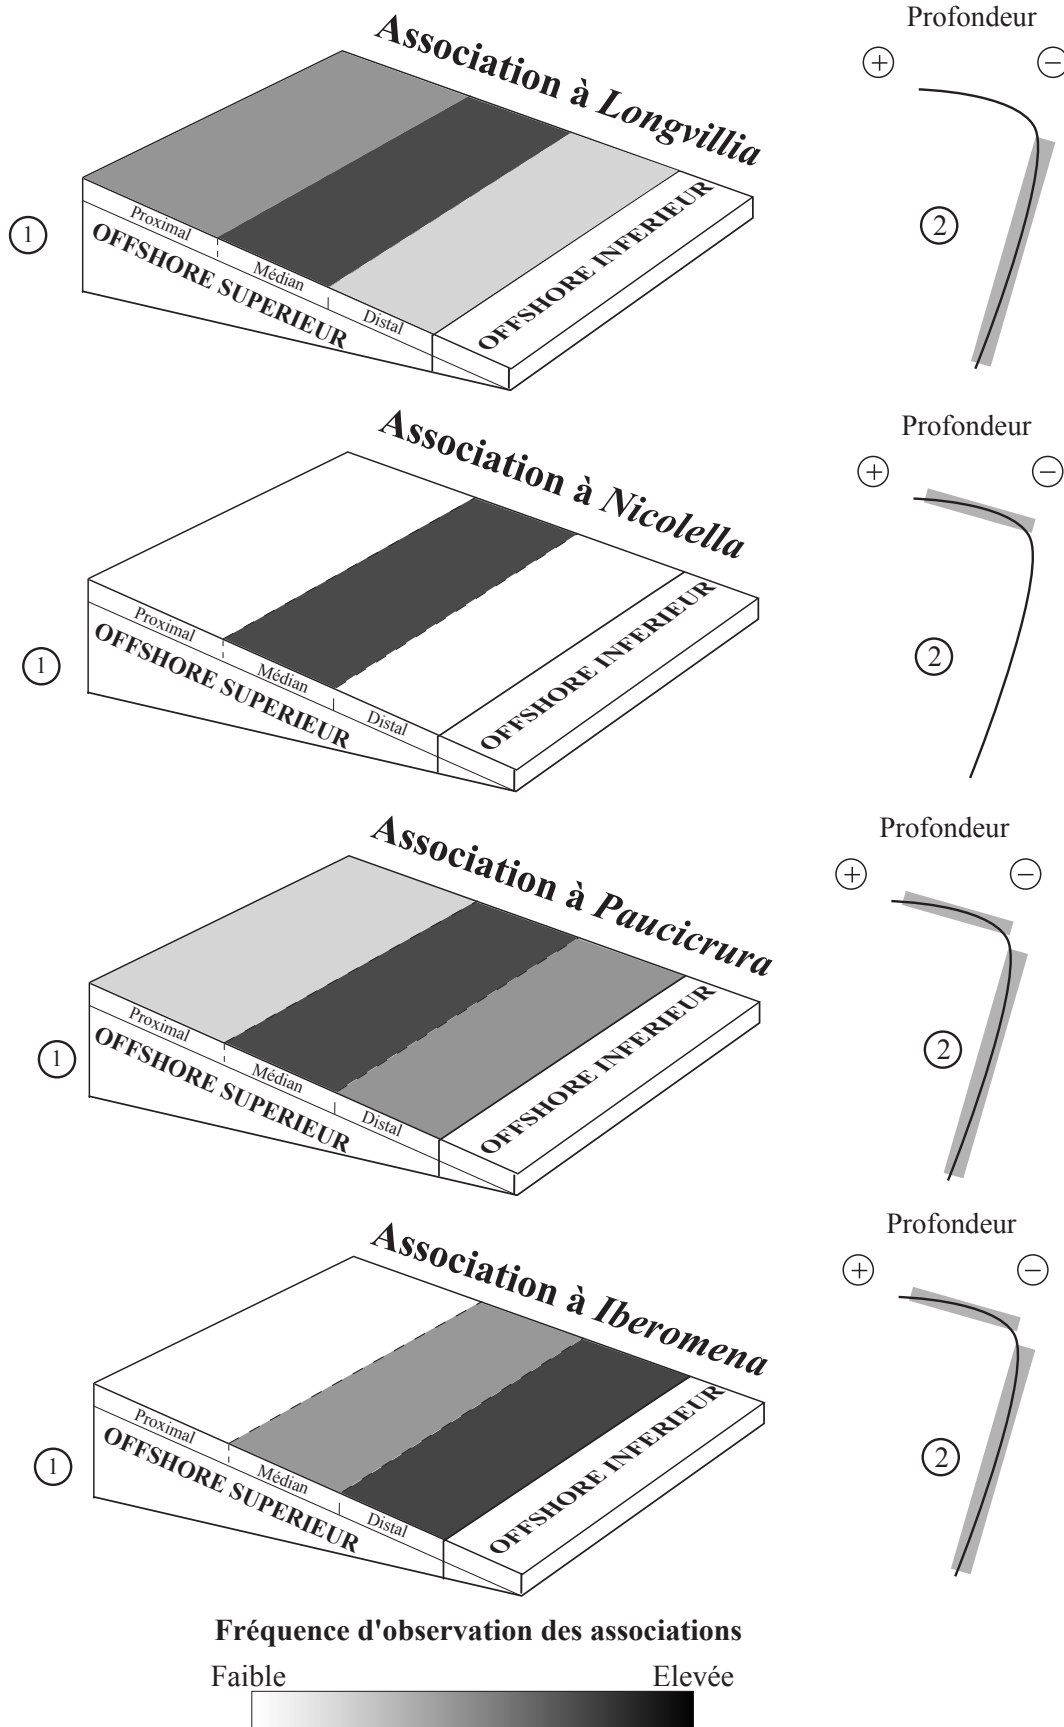 Association à Longvillia
Profondeur
+
−
1
Proximal
Médian
Distal
OFFSHORE SUPERIEUR
OFFSHORE INFERIEUR
2
Association à Nicolella
Profondeur
+
−
1
Proximal
Médian
Distal
OFFSHORE SUPERIEUR
OFFSHORE INFERIEUR
2
Association à Paucicrura
Profondeur
+
−
1
Proximal
Médian
Distal
OFFSHORE SUPERIEUR
OFFSHORE INFERIEUR
2
Association à Iberomena
Profondeur
+
−
1
Proximal
Médian
Distal
OFFSHORE SUPERIEUR
OFFSHORE INFERIEUR
2
Fréquence d'observation des associations
Faible
Elevée